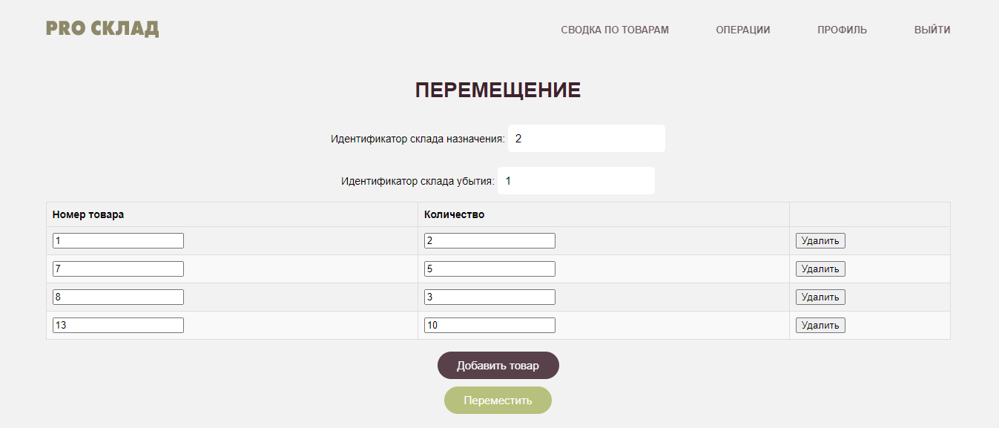 PRO СКЛАД СВОДКА ПО ТОВАРАМ ОПЕРАЦИИ ПРОФИЛЬ ВЫЙТИ
ПЕРЕМЕЩЕНИЕ
Идентификатор склада назначения: 2
Идентификатор склада убытия: 1
Номер товара Количество
1 2 Удалить
7 5 Удалить
8 3 Удалить
13 10 Удалить
Добавить товар
Переместить